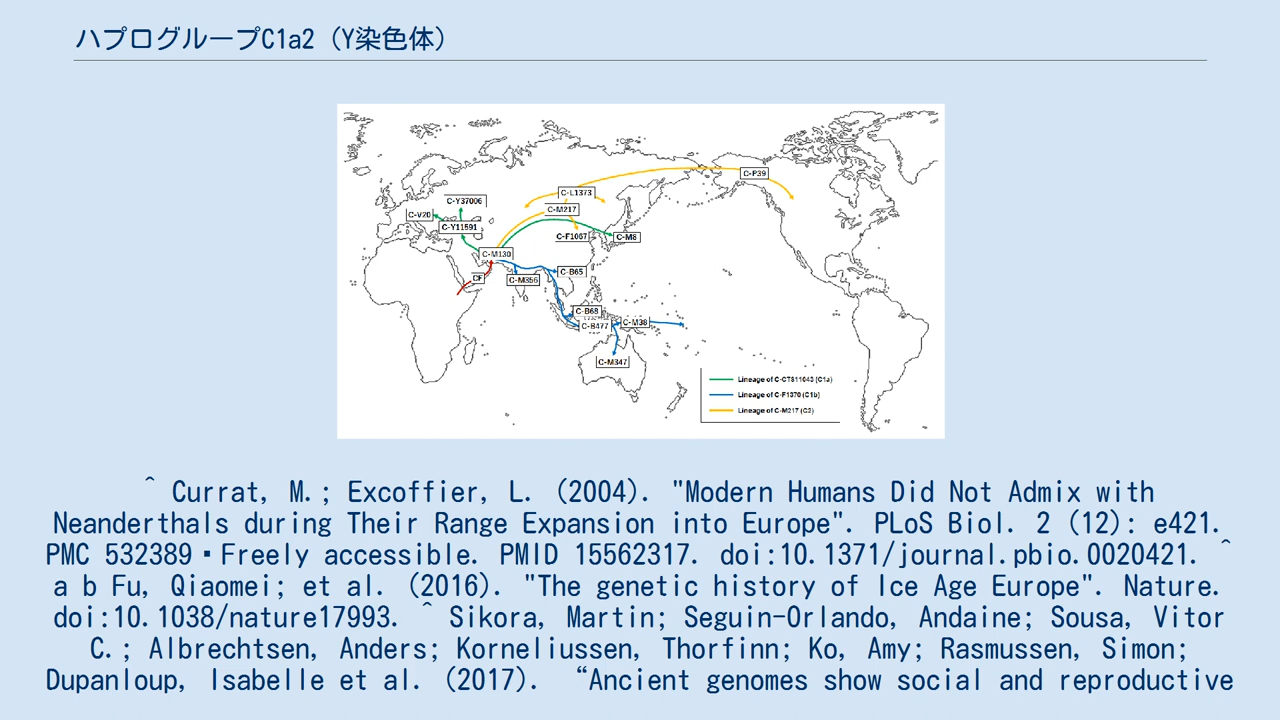 ハプログループC1a2（Y染色体）
C-P39
C-L1373
C-Y37006
C-M217
C-V20
C-Y11591
C-F1067
C-M8
C-M130
C-B65
CF
C-M356
C-B68
C-M38
C-B477
C-M347
Lineage of C-CTS11043 (C1a)
Lineage of C-F1370 (C1b)
Lineage of C-M217 (C2)
^ Currat, M.; Excoffier, L. (2004). "Modern Humans Did Not Admix with
Neanderthals during Their Range Expansion into Europe". PLoS Biol. 2 (12): e421.
PMC 532389・Freely accessible. PMID 15562317. doi:10.1371/journal.pbio.0020421. ^
a b Fu, Qiaomei; et al. (2016). "The genetic history of Ice Age Europe". Nature.
doi:10.1038/nature17993. ^ Sikora, Martin; Seguin-Orlando, Andaine; Sousa, Vitor
C.; Albrechtsen, Anders; Korneliussen, Thorfinn; Ko, Amy; Rasmussen, Simon;
Dupanloup, Isabelle et al. (2017). “Ancient genomes show social and reproductive